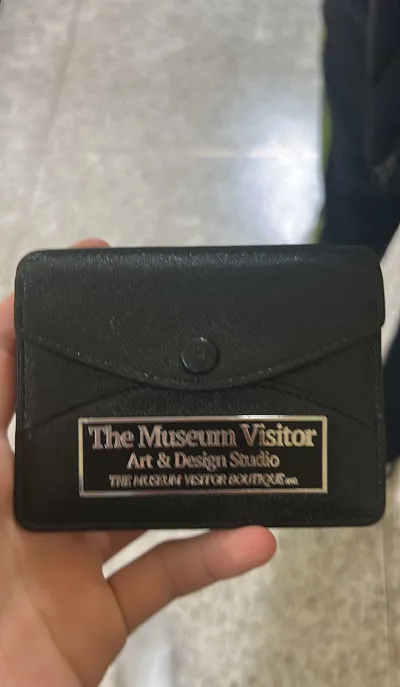 The Museum Visitor
Art & Design Studio
THE MUSEUM VISITOR BOUTIQUE